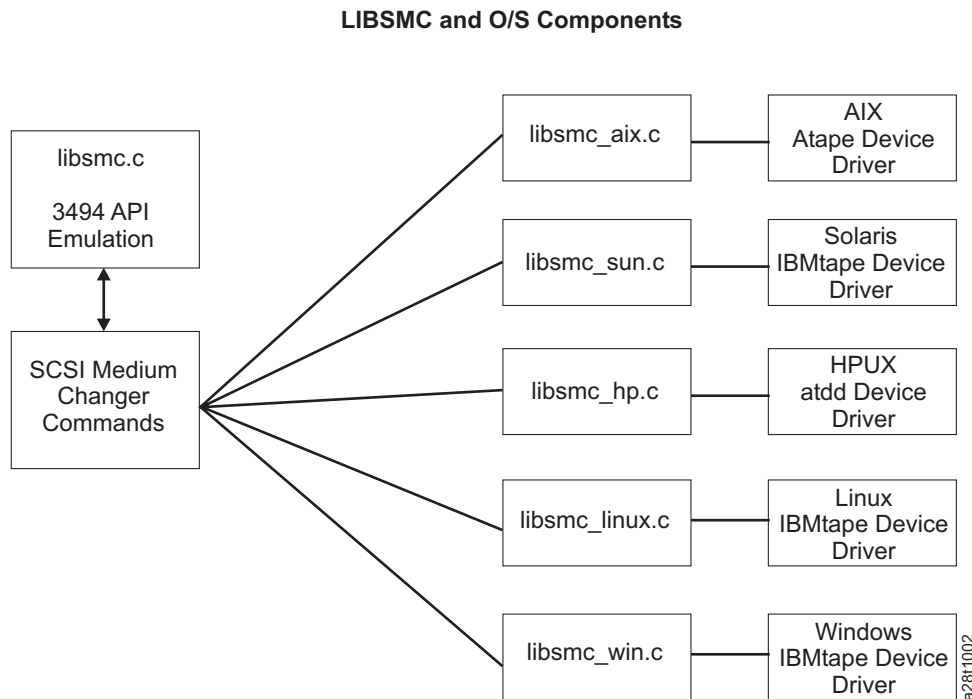 LIBSMC and O/S Components
libsmc.c
3494 API
Emulation
SCSI Medium
Changer
Commands
libsmc_aix.c
AIX
Atape Device
Driver
libsmc_sun.c
Solaris
IBMtape Device
Driver
libsmc_hp.c
HPUX
atdd Device
Driver
libsmc_linux.c
Linux
IBMtape Device
Driver
libsmc_win.c
Windows
IBMtape Device
Driver
a28t1002